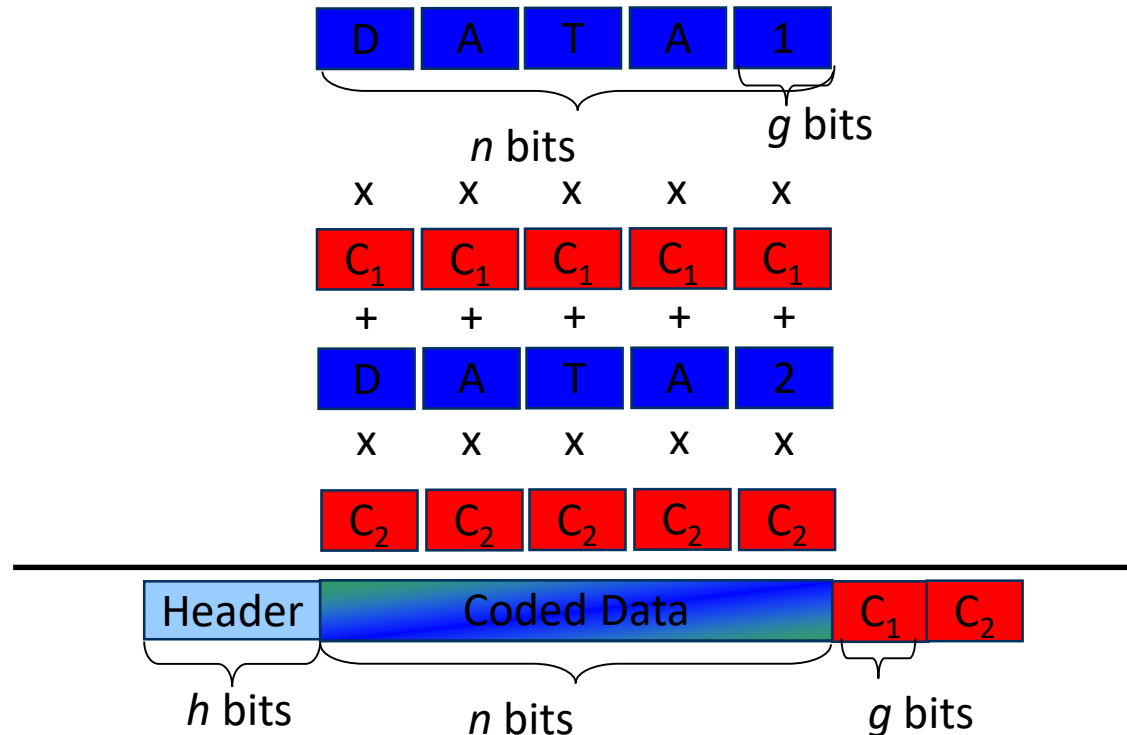 D A T A 1
g bits
n bits
x x x x x
C₁ C₁ C₁ C₁ C₁
+ + + + +
D A T A 2
x x x x x
C₂ C₂ C₂ C₂ C₂
Header Coded Data C₁ C₂
h bits n bits g bits